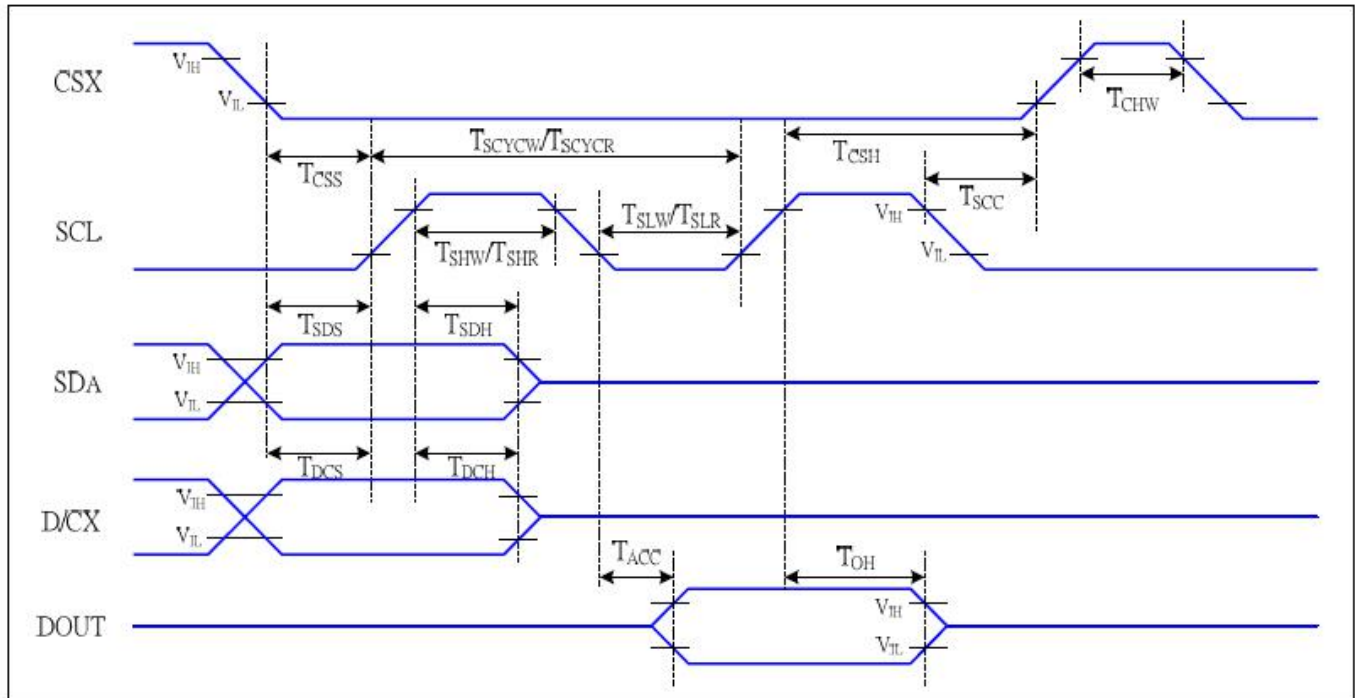 CSX
VIH
VIL
TCHW
TSCYCW/TSCYCR
TCSH
TCSS
TSCC
SCL
TSLW/TSLR
VIH
TSHW/TSHR
VIL
TSDS
TSDH
SDA
VIH
VIL
TDCS
TDCH
D/CX
VIH
VIL
TACC
TOH
DOUT
VIH
VIL